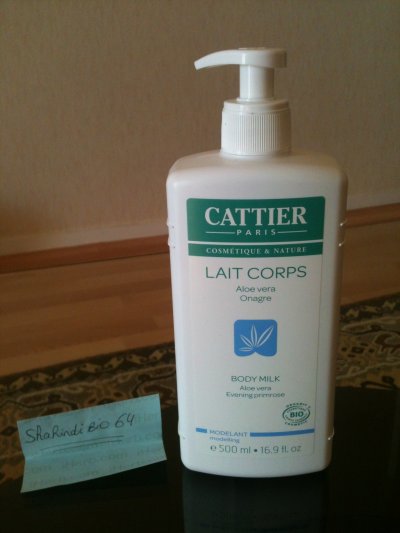 CATTIER
PARIS
COSMÉTIQUE & NATURE
LAIT CORPS
Aloe vera
Onagre
BODY MILK
Aloe vera
Evening primrose
BIO
COSMETIQUE
MODELANT
modelling
e 500 ml • 16.9 fl. oz
Shahindi BIO 64